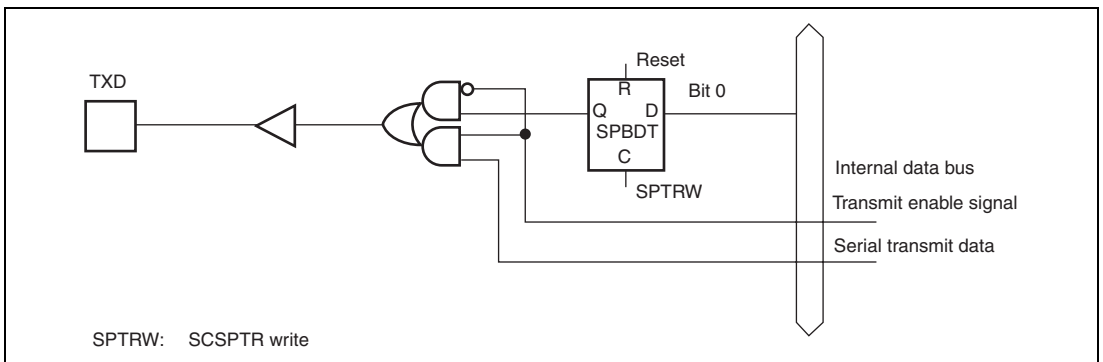 Reset
TXD
R
Bit 0
Q D
SPBDT
C
Internal data bus
SPTRW
Transmit enable signal
Serial transmit data
SPTRW: SCSPTR write